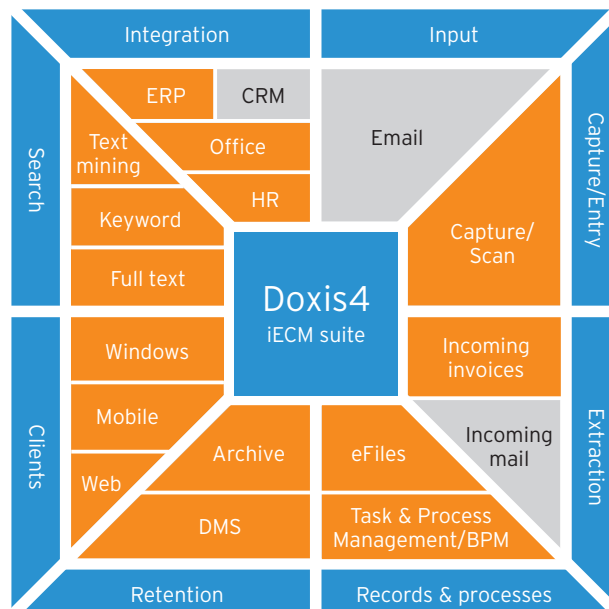 Integration
Input
ERP
CRM
Office
HR
Email
Capture/Entry
Capture/
Scan
Search
Text
mining
Keyword
Full text
Doxis4
iECM suite
Clients
Windows
Mobile
Web
Incoming
invoices
Incoming
mail
Extraction
Archive
DMS
eFiles
Task & Process
Management/BPM
Retention
Records & processes